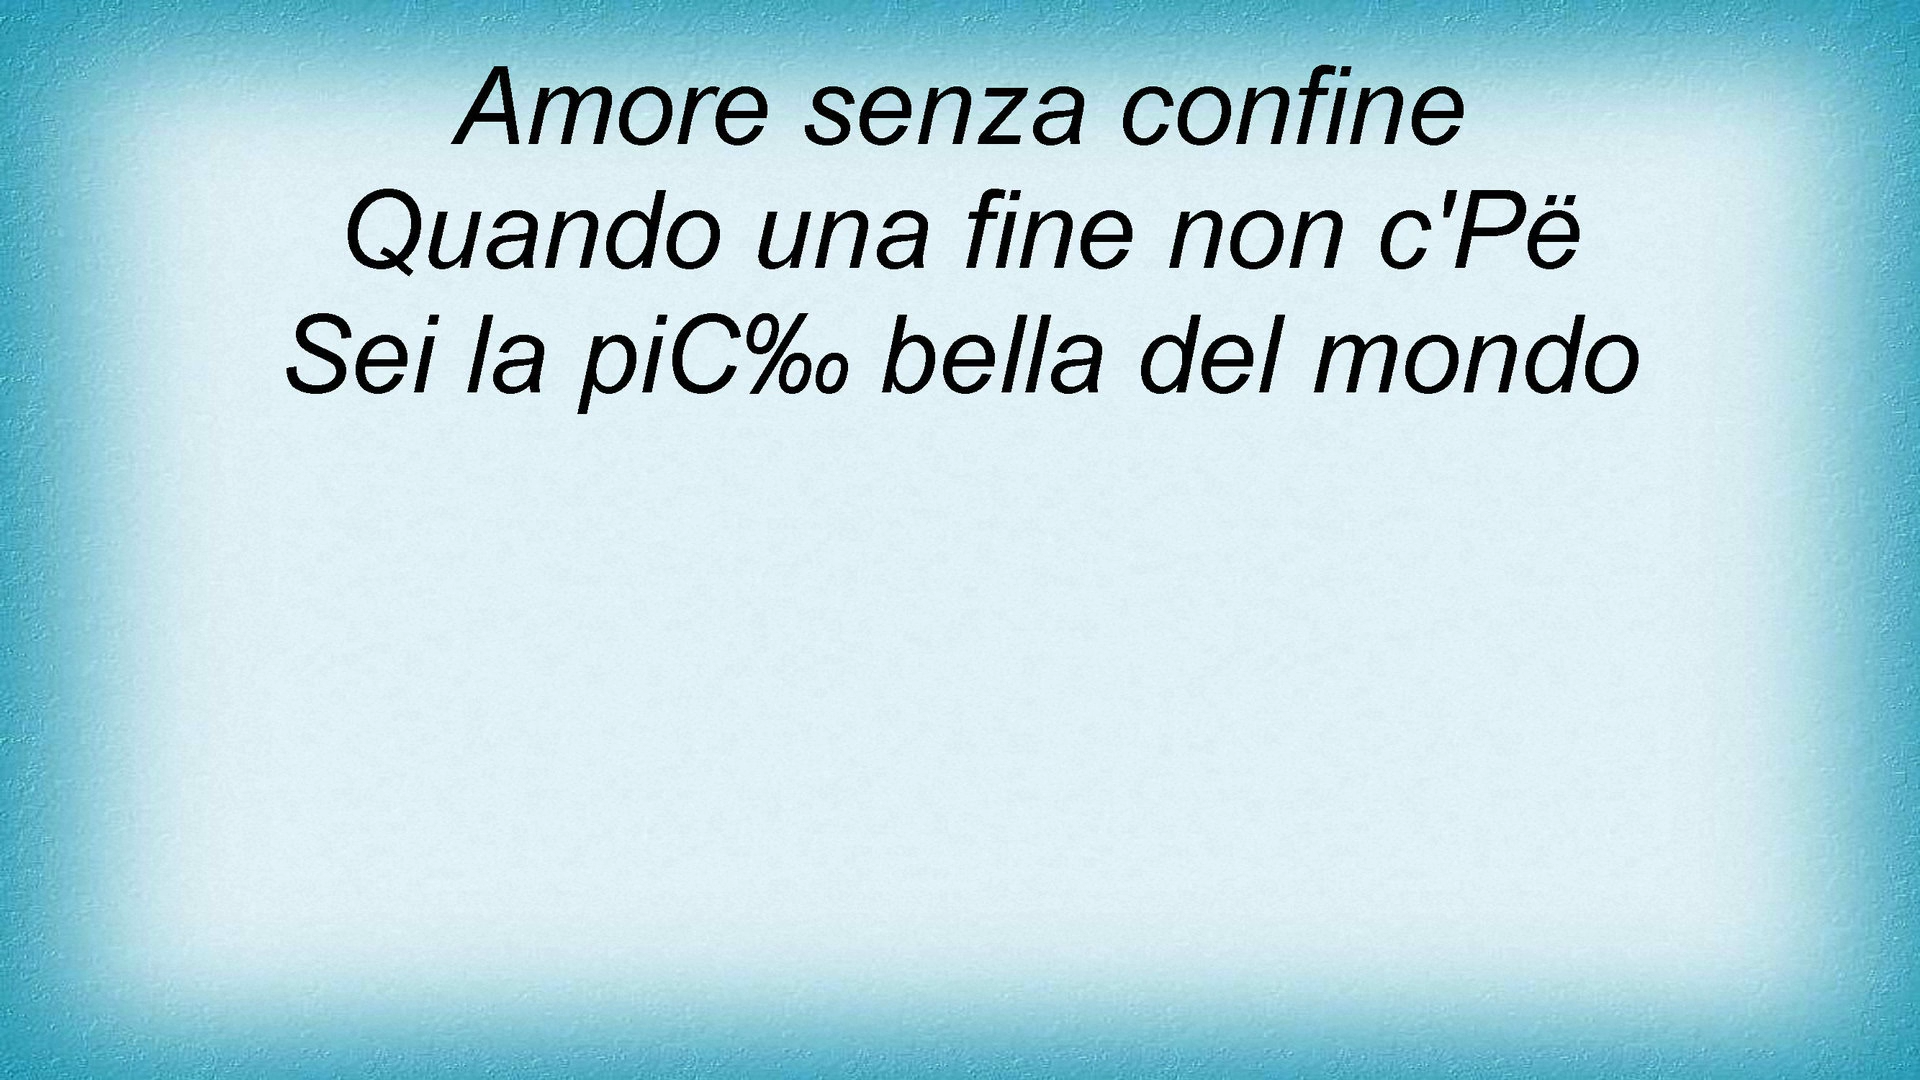 Amore senza confine
Quando una fine non c'Pë
Sei la piC‰ bella del mondo